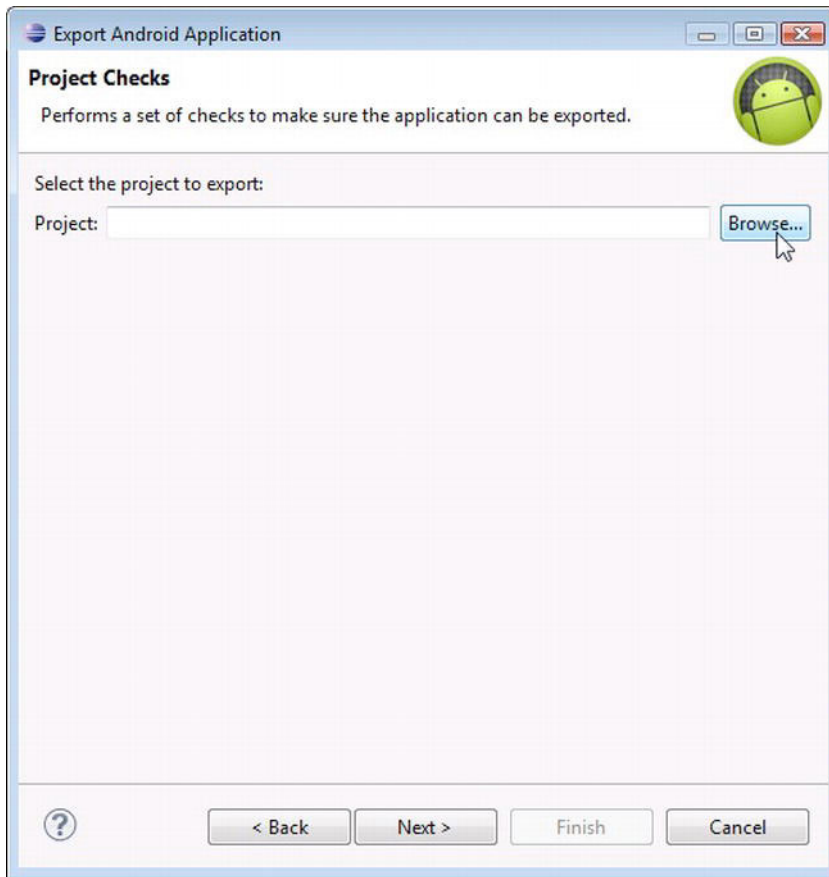 Export Android Application
Project Checks
Performs a set of checks to make sure the application can be exported.
Select the project to export:
Project:
Browse...
?
< Back
Next >
Finish
Cancel